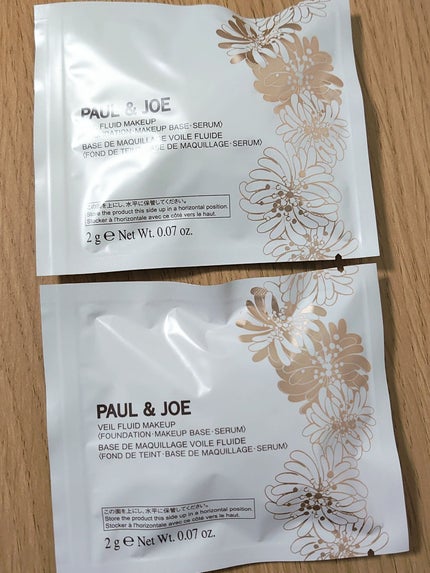 PAUL & JOE
FLUID MAKEUP
MAKEUP BASE·SERUM)
BASE DE MAQUILLAGE VOILE FLUIDE
(FOND DE TEINT· DE MAQUILLAGE·SERUM)
この面を上にし、水平に保管してください。
Store the product this side up in a horizontal position.
Stocker à l'horizontale avec ce côté vers le haut.
2 g ℮ Net Wt. 0.07 oz.
PAUL & JOE
VEIL FLUID MAKEUP
(FOUNDATION·MAKEUP BASE·SERUM)
BASE DE MAQUILLAGE VOILE FLUIDE
(FOND DE TEINT·BASE DE MAQUILLAGE·SERUM)
この面を上にし、水平に保管してください。
Store the product this side up in a horizontal position.
Stocker à l'horizontale avec ce côté vers le haut.
2 g ℮ Net Wt. 0.07 oz.